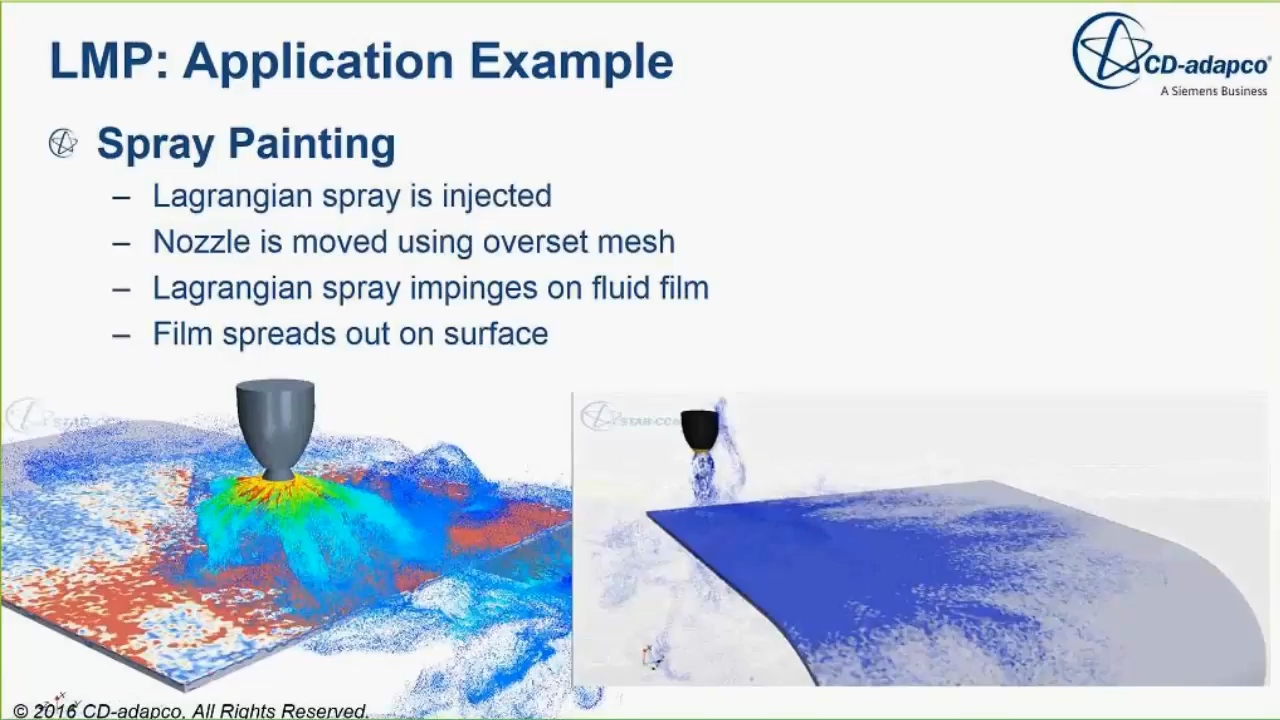 LMP: Application Example
CD-adapco®
A Siemens Business
Spray Painting
– Lagrangian spray is injected
– Nozzle is moved using overset mesh
– Lagrangian spray impinges on fluid film
– Film spreads out on surface
© 2016 CD-adapco. All Rights Reserved.